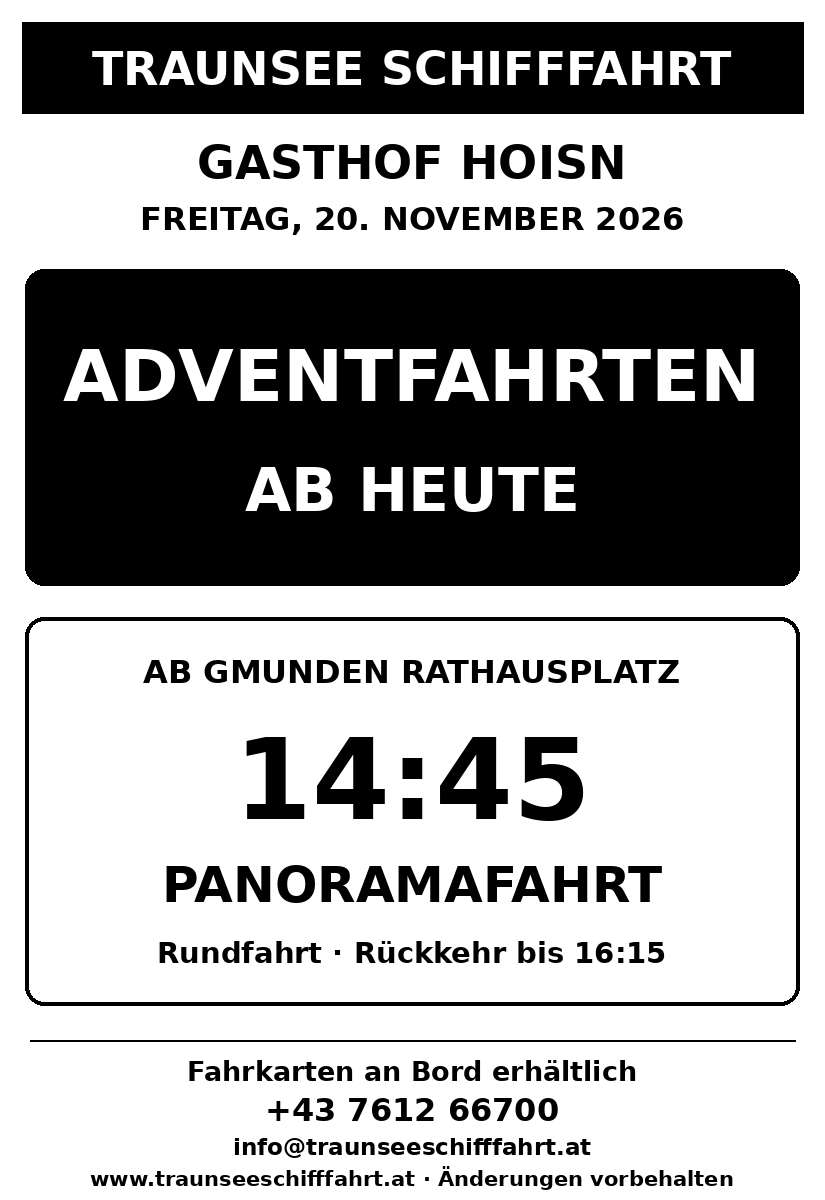 TRAUNSEE SCHIFFFAHRT
GASTHOF HOISN
FREITAG, 20. NOVEMBER 2026
ADVENTFAHRTEN
AB HEUTE
AB GMUNDEN RATHAUSPLATZ
14:45
PANORAMAFAHRT
Rundfahrt · Rückkehr bis 16:15
Fahrkarten an Bord erhältlich
+43 7612 66700
info@traunseeschifffahrt.at
www.traunseeschifffahrt.at · Änderungen vorbehalten